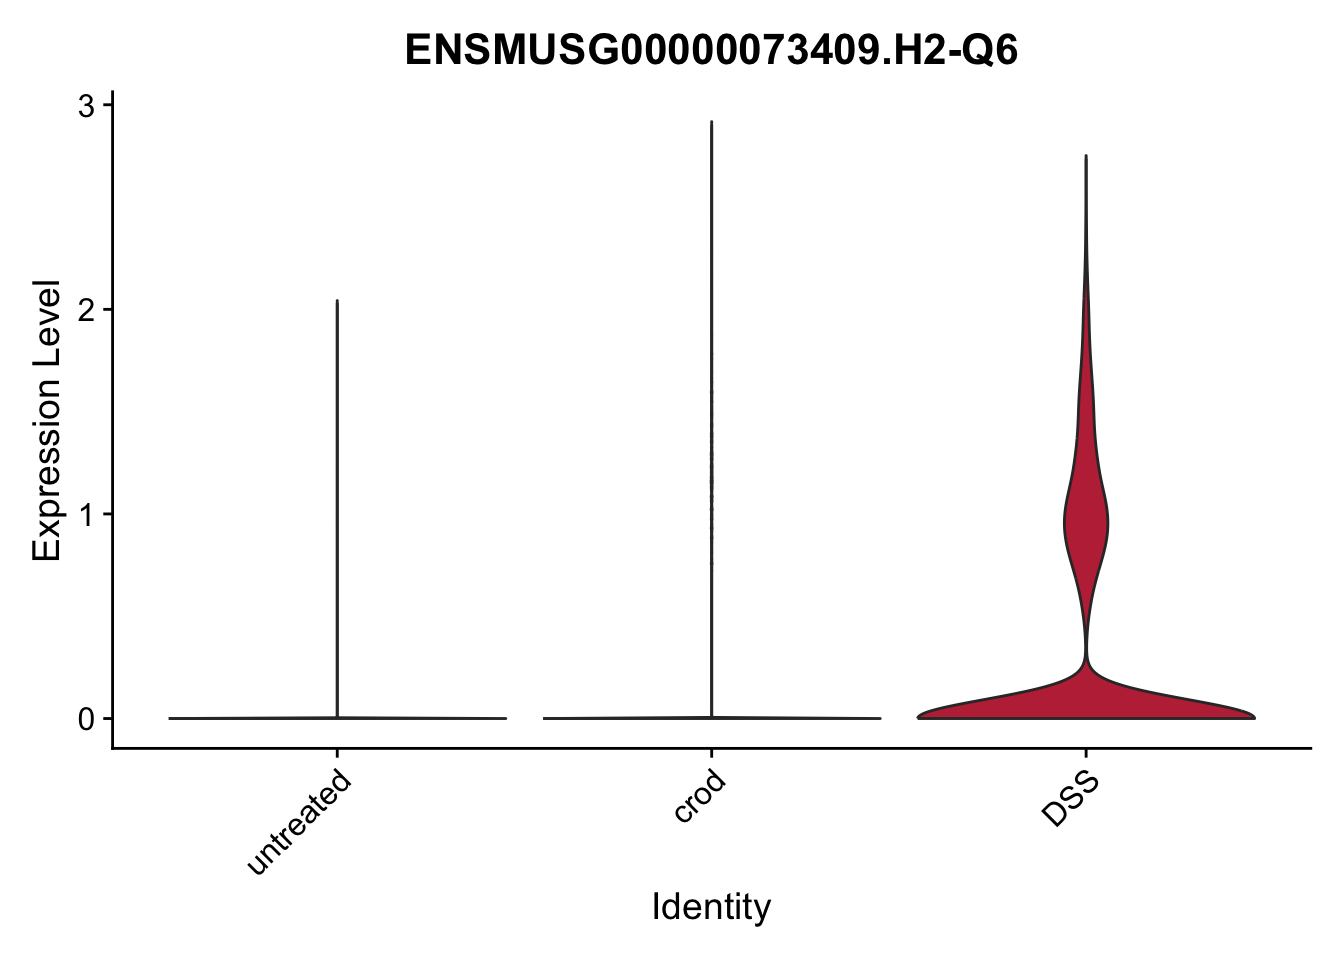 ENSMUSG00000073409.H2-Q6
3
2
1
0
Expression Level
untreated
crod
DSS
Identity